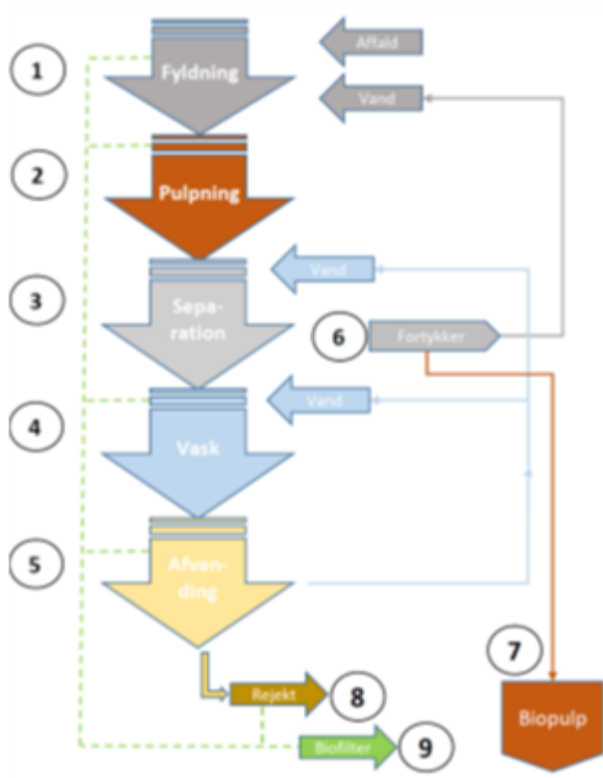 Affald
1
Fyldning
Vand
2
Pulpning
3
Vand
Sepa-
ration
6
Fortykker
4
Vand
Vask
5
Afvan-
ding
7
Rejekt
8
Biopulp
Biofilter
9